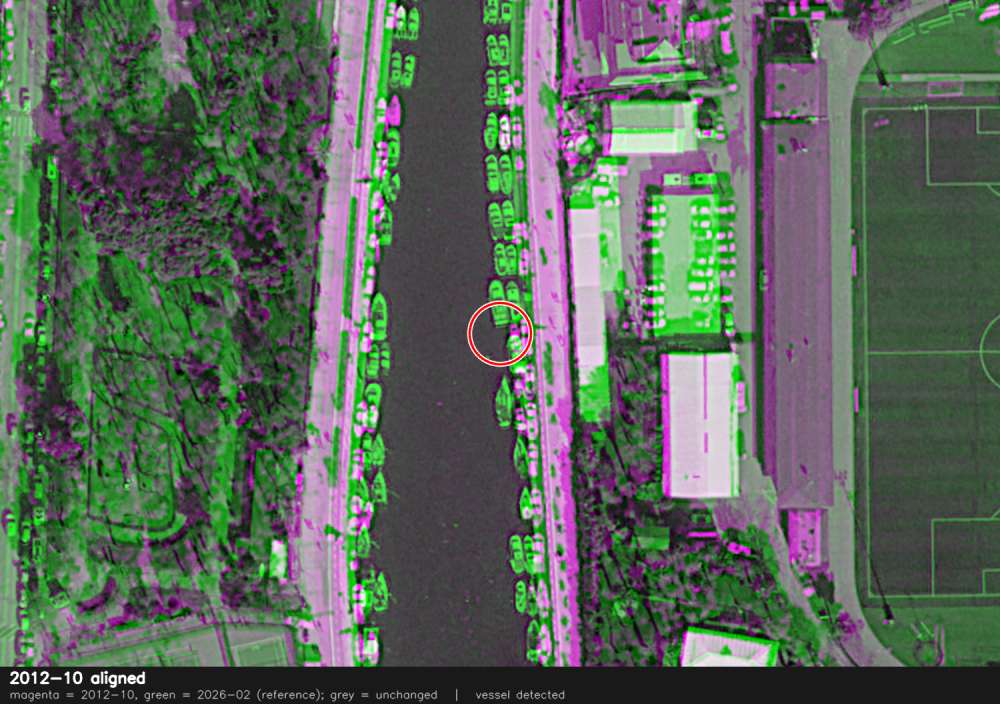 2012-10 aligned
magenta = 2012-10, green = 2026-02 (reference); grey = unchanged | vessel detected